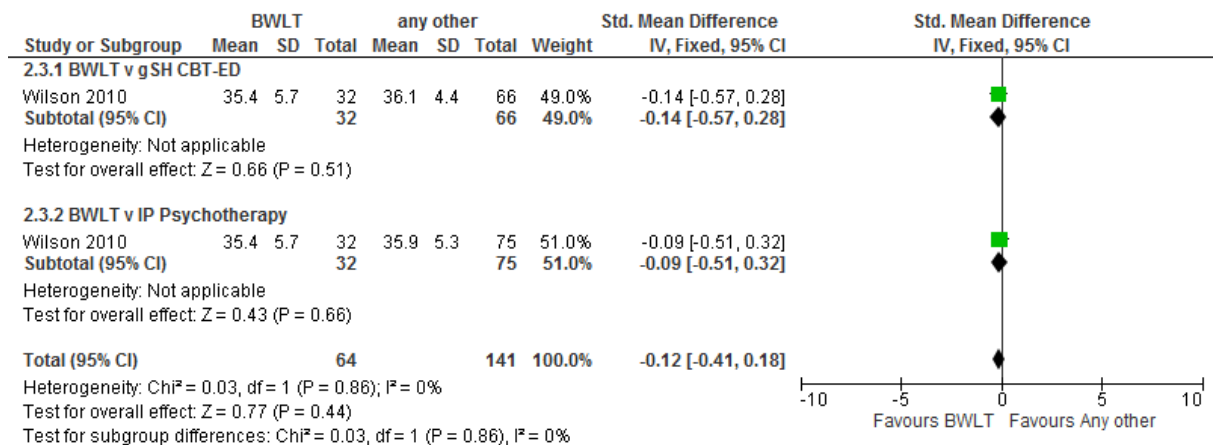 BWLT any other Std. Mean Difference Std. Mean Difference
Study or Subgroup Mean SD Total Mean SD Total Weight IV, Fixed, 95% CI IV, Fixed, 95% CI
2.3.1 BWLT v gSH CBT-ED
Wilson 2010 35.4 5.7 32 36.1 4.4 66 49.0% -0.14 [-0.57, 0.28]
Subtotal (95% CI) 32 66 49.0% -0.14 [-0.57, 0.28]
Heterogeneity: Not applicable
Test for overall effect: Z = 0.66 (P = 0.51)
2.3.2 BWLT v IP Psychotherapy
Wilson 2010 35.4 5.7 32 35.9 5.3 75 51.0% -0.09 [-0.51, 0.32]
Subtotal (95% CI) 32 75 51.0% -0.09 [-0.51, 0.32]
Heterogeneity: Not applicable
Test for overall effect: Z = 0.43 (P = 0.66)
Total (95% CI) 64 141 100.0% -0.12 [-0.41, 0.18]
Heterogeneity: Chi² = 0.03, df = 1 (P = 0.86); I² = 0%
Test for overall effect: Z = 0.77 (P = 0.44)
Test for subgroup differences: Chi² = 0.03, df = 1 (P = 0.86), I² = 0%
-10 -5 0 5 10
Favours BWLT Favours Any other